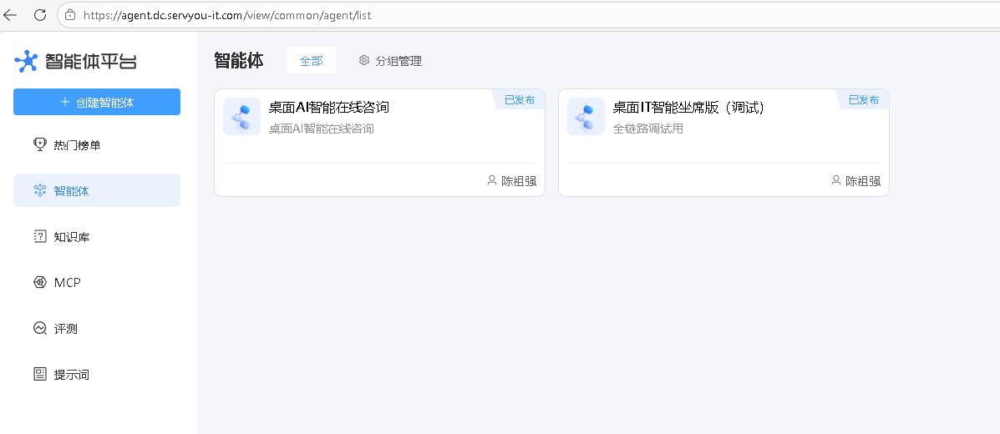 https://agent.dc.servyou-it.com/view/common/agent/list
智能体平台
创建智能体
热门榜单
智能体
知识库
MCP
评测
提示词
智能体 全部 分组管理
桌面AI智能在线咨询 已发布
桌面AI智能在线咨询
陈祖强
桌面IT智能坐席版（调试） 已发布
全链路调试用
陈祖强